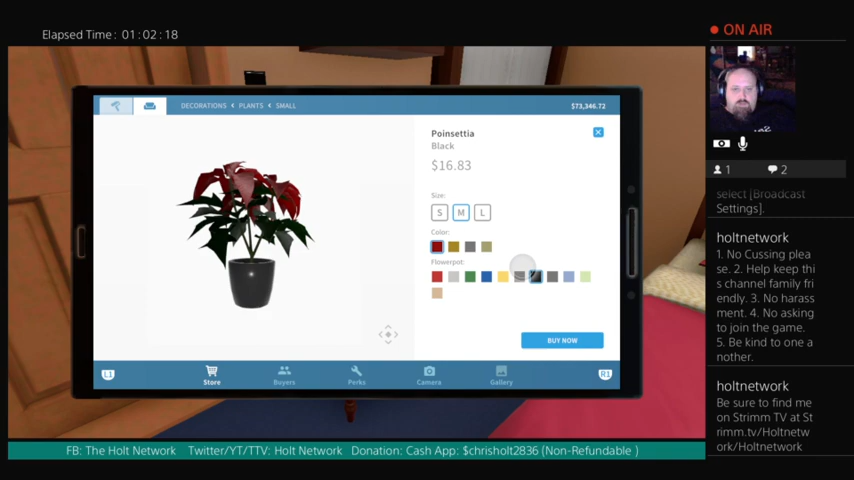 Elapsed Time : 01:02:18
ON AIR
DECORATIONS < PLANTS < SMALL
$73,346.72
Poinsettia
Black
$16.83
Size:
S M L
Color:
Flowerpot:
BUY NOW
L1
Store
Buyers
Perks
Camera
Gallery
R1
1
2
select [Broadcast
Settings].
holtnetwork
1. No Cussing plea
se. 2. Help keep thi
s channel family fri
endly. 3. No harass
ment. 4. No asking
to join the game.
5. Be kind to one a
nother.
holtnetwork
Be sure to find me
on Strimm TV at St
rimm.tv/Holtnetw
ork/Holtnetwork
FB: The Holt Network Twitter/YT/TTV: Holt Network Donation: Cash App: $chrisholt2836 (Non-Refundable )